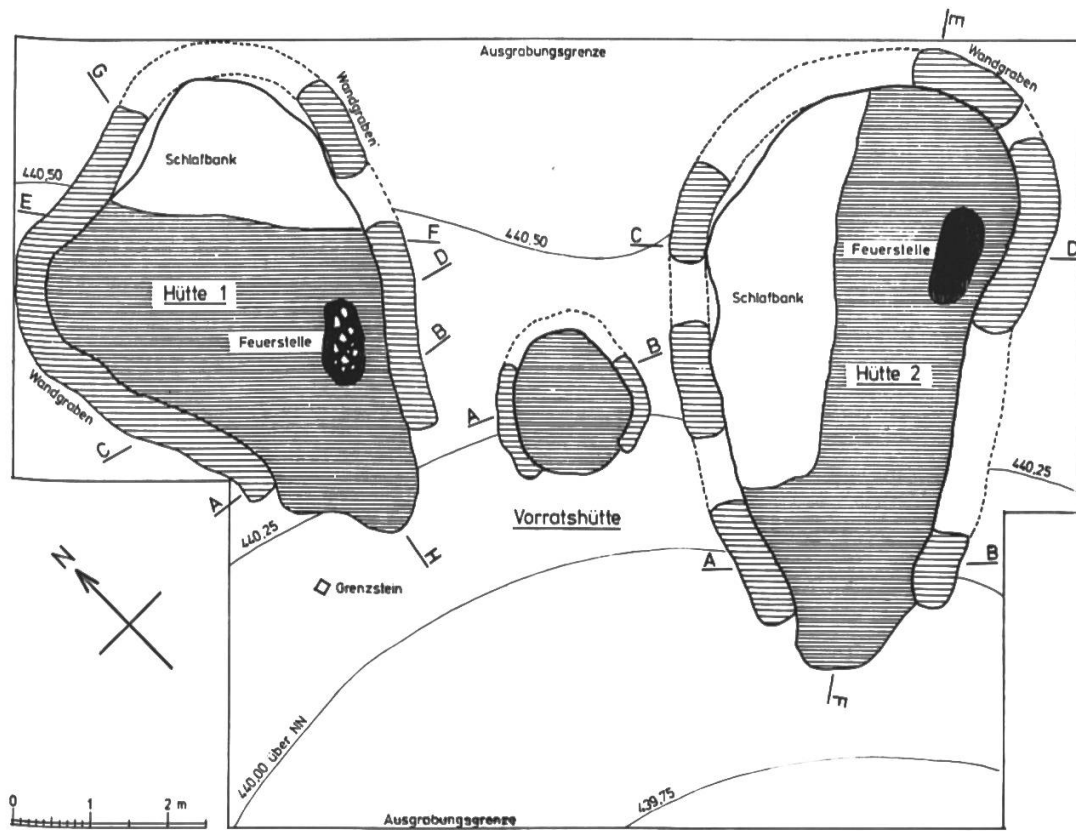 E
Ausgrabungsgrenze
G
Wandgraben
Wandgraben
Schlafbank
440,50
E
F
440,50
C
D
D
Feuerstelle
Hütte 1
Schlafbank
B
Feuerstelle
B
Hütte 2
Wandgraben
A
C
440,25
A
Vorratshütte
440,25
H
A
B
N
Grenzstein
F
440,00 über NN
439,75
0 1 2 m
Ausgrabungsgrenze